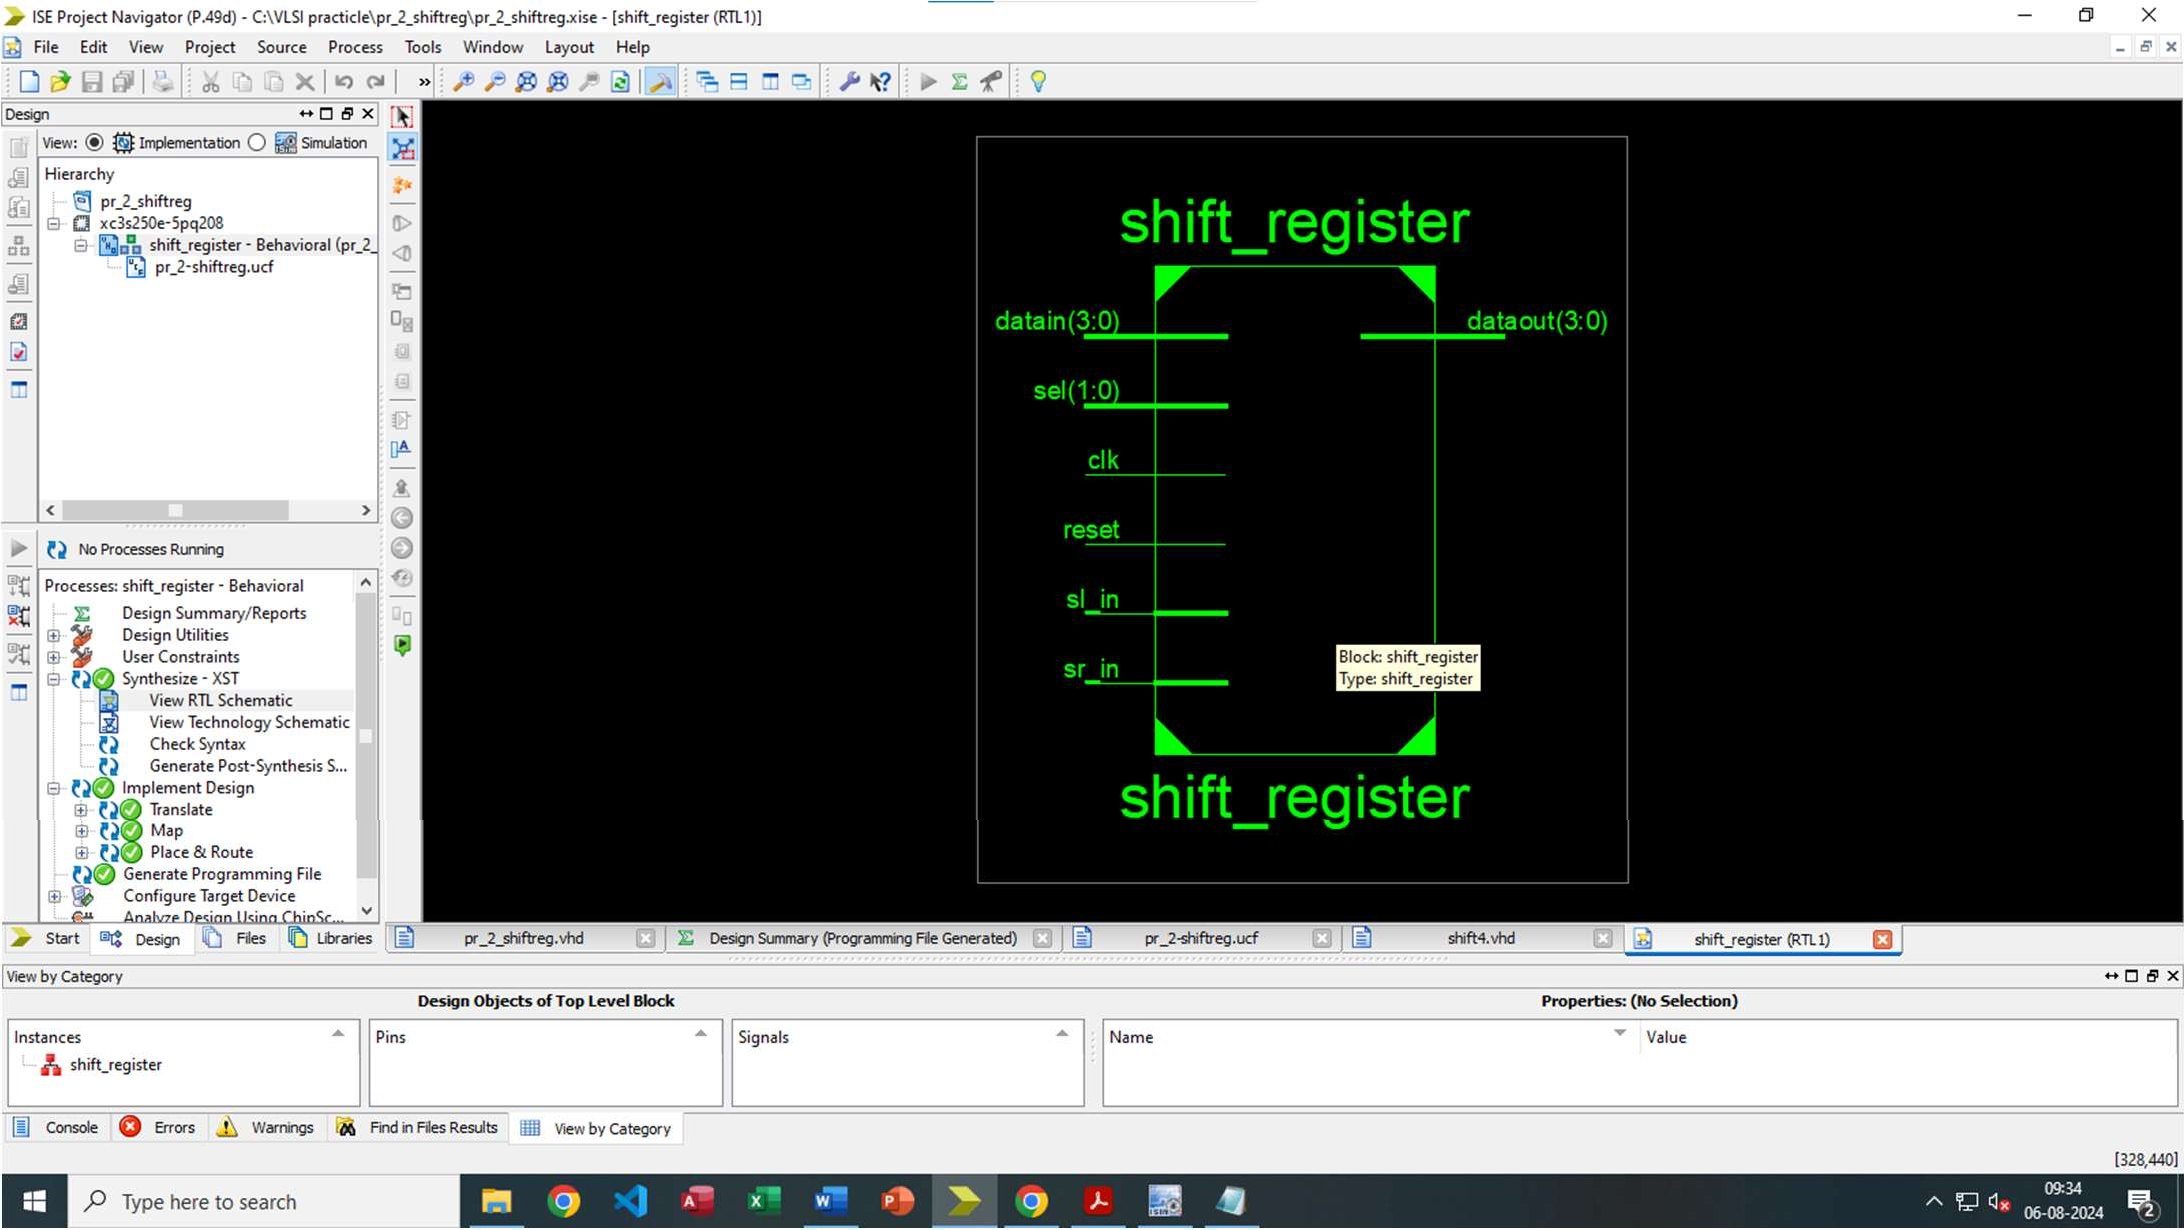 ISE Project Navigator (P.49d) - C:\VLSI practicle\pr_2_shiftreg\pr_2_shiftreg.xise - [shift_register (RTL1)]
File Edit View Project Source Process Tools Window Layout Help
»
Design
View: Implementation Simulation
Hierarchy
pr_2_shiftreg
xc3s250e-5pq208
shift_register - Behavioral (pr_2_
pr_2-shiftreg.ucf
No Processes Running
Processes: shift_register - Behavioral
Design Summary/Reports
Design Utilities
User Constraints
Synthesize - XST
View RTL Schematic
View Technology Schematic
Check Syntax
Generate Post-Synthesis S...
Implement Design
Translate
Map
Place & Route
Generate Programming File
Configure Target Device
Analyze Design Using ChipSc...
Start Design Files Libraries
shift_register
datain(3:0)
dataout(3:0)
sel(1:0)
clk
reset
sl_in
sr_in
Block: shift_register
Type: shift_register
shift_register
pr_2_shiftreg.vhd Design Summary (Programming File Generated) pr_2-shiftreg.ucf shift4.vhd shift_register (RTL1)
View by Category
Design Objects of Top Level Block Properties: (No Selection)
Instances Pins Signals Name Value
shift_register
Console Errors Warnings Find in Files Results View by Category
[328,440]
Type here to search
09:34
06-08-2024
2